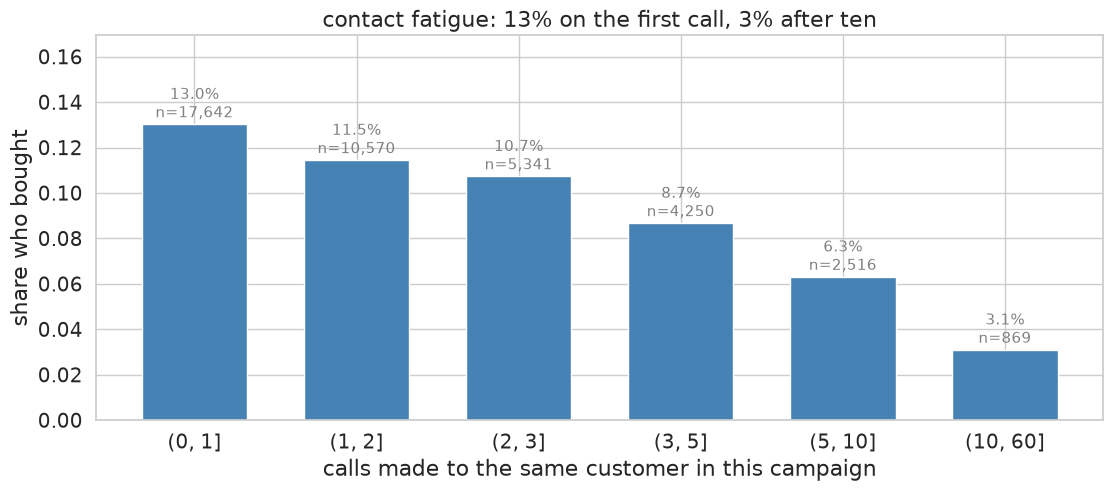 contact fatigue: 13% on the first call, 3% after ten
share who bought
0.16
0.14
0.12
0.10
0.08
0.06
0.04
0.02
0.00
13.0%
n=17,642
11.5%
n=10,570
10.7%
n=5,341
8.7%
n=4,250
6.3%
n=2,516
3.1%
n=869
(0, 1]
(1, 2]
(2, 3]
(3, 5]
(5, 10]
(10, 60]
calls made to the same customer in this campaign